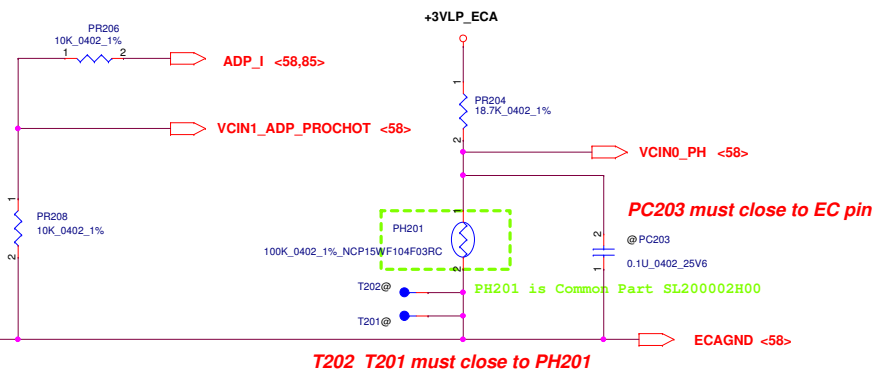 +3VLP_ECA
PR206
10K_0402_1%
1 2
ADP_I <58,85>
1
PR204
18.7K_0402_1%
2
VCIN1_ADP_PROCHOT <58>
VCIN0_PH <58>
1
PR208
10K_0402_1%
2
1
PH201
100K_0402_1%_NCP15WF104F03RC
2
PC203 must close to EC pin
2
@PC203
0.1U_0402_25V6
1
T202@
PH201 is Common Part SL200002H00
T201@
ECAGND <58>
T202 T201 must close to PH201